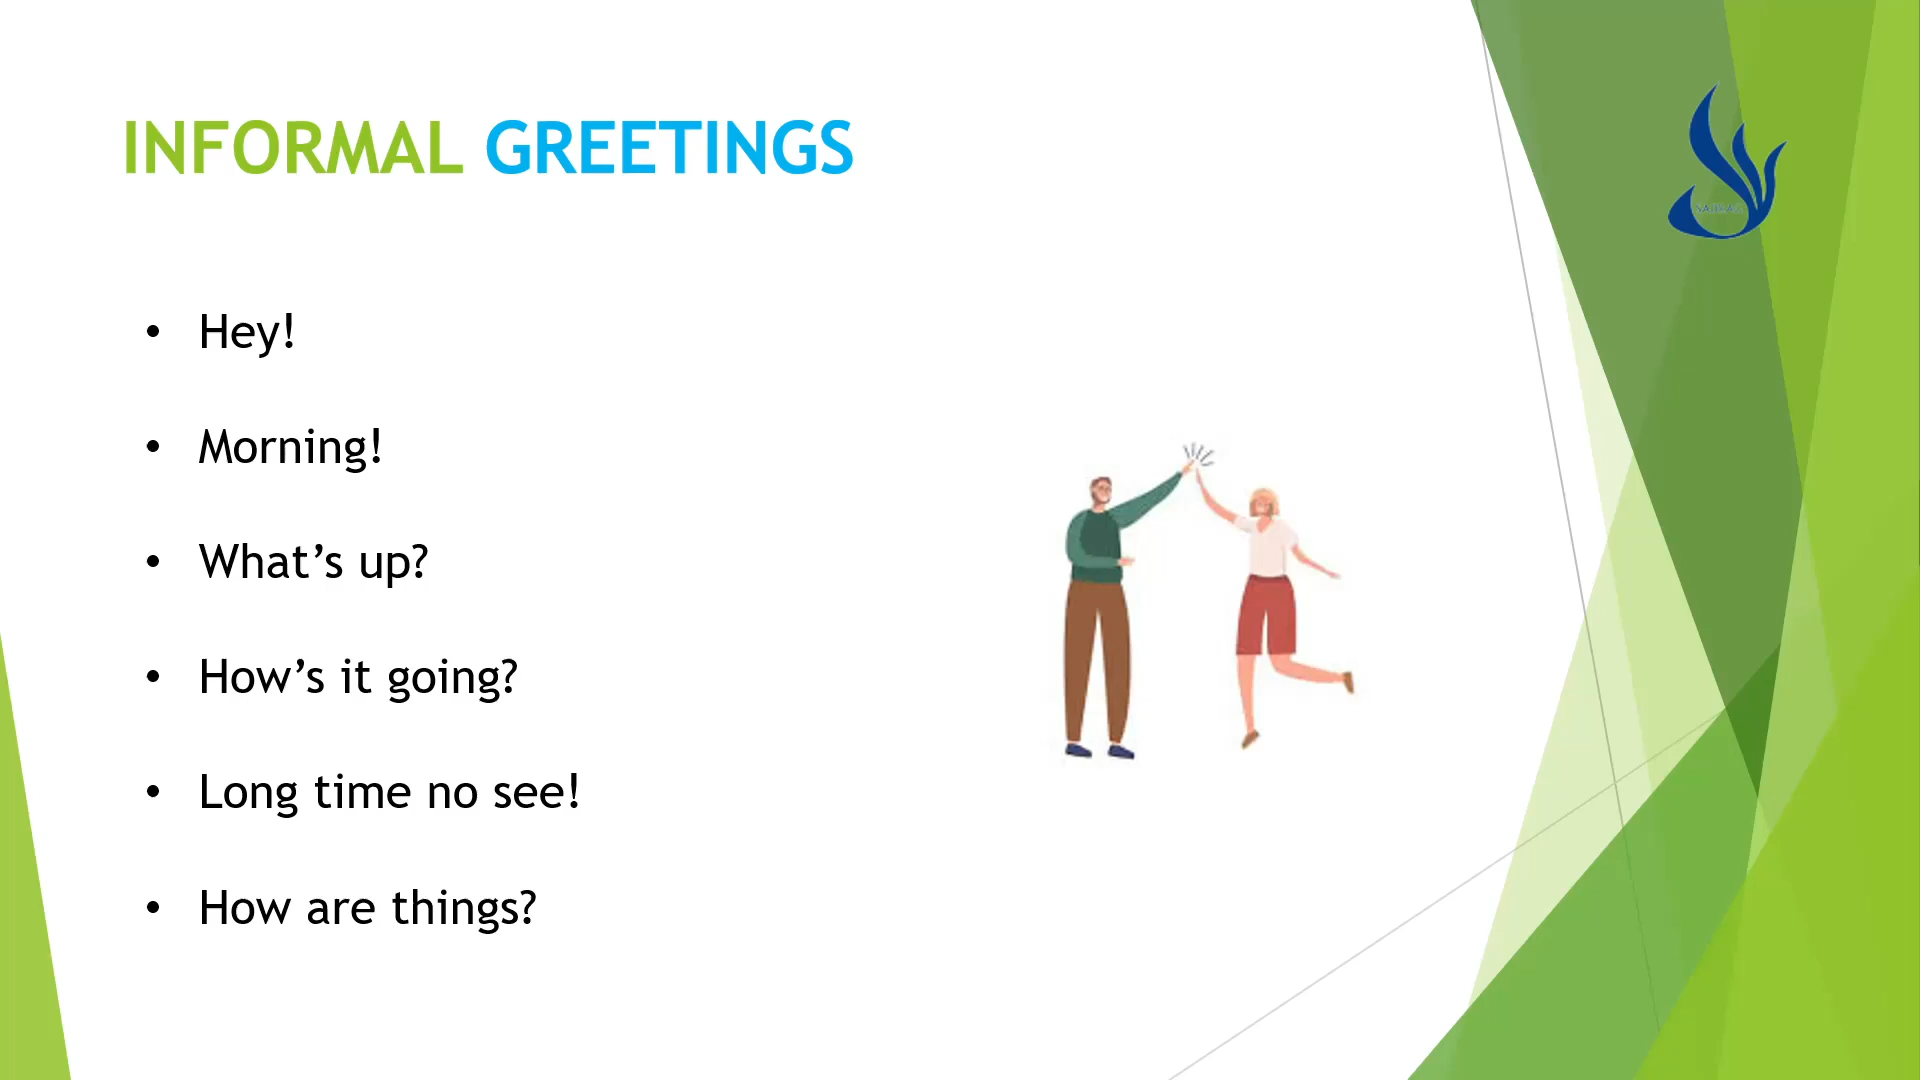 INFORMAL GREETINGS
• Hey!
• Morning!
• What’s up?
• How’s it going?
• Long time no see!
• How are things?